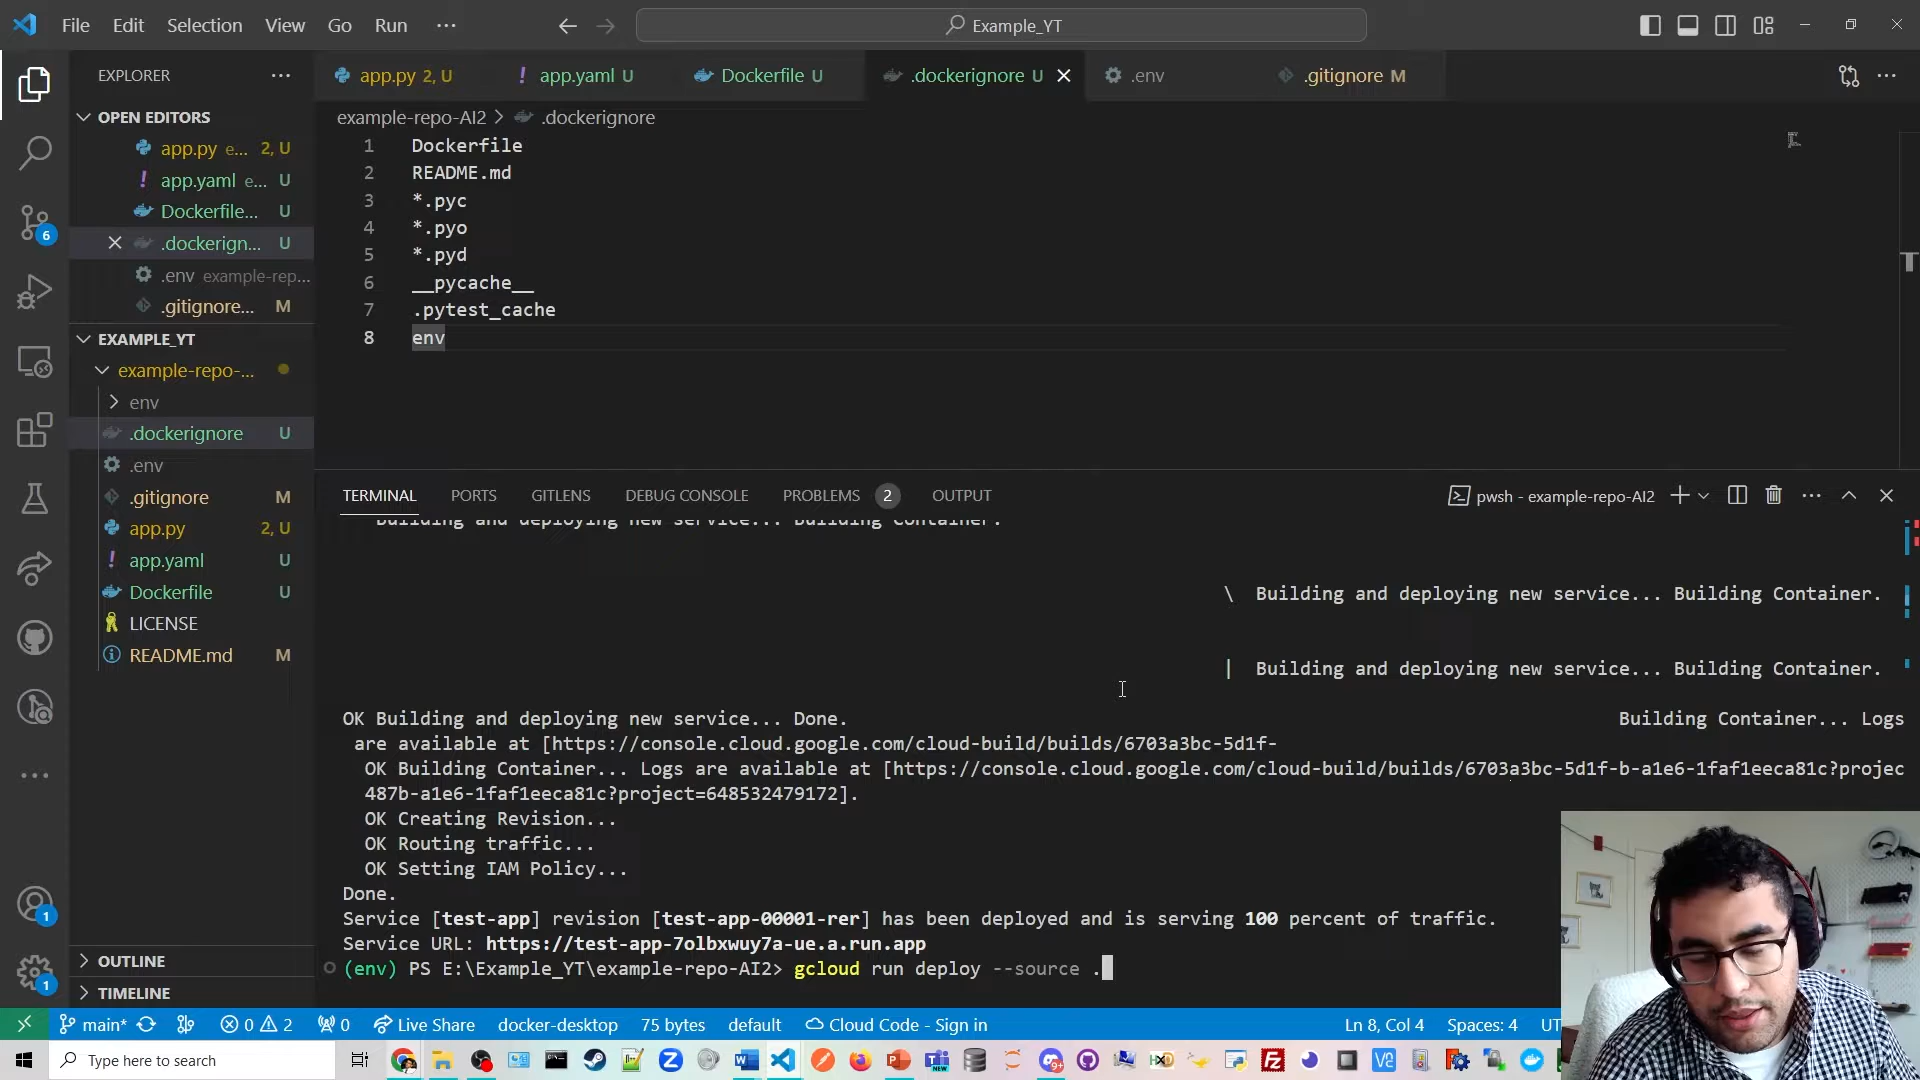 File Edit Selection View Go Run ···
Example_YT
EXPLORER
app.py 2, U
app.yaml U
Dockerfile U
.dockerignore U
.env
.gitignore M
OPEN EDITORS
app.py e... 2, U
app.yaml e... U
Dockerfile... U
.dockerign... U
.env example-rep...
.gitignore... M
EXAMPLE_YT
example-repo-...
env
.dockerignore U
.env
.gitignore M
app.py 2, U
app.yaml U
Dockerfile U
LICENSE
README.md M
OUTLINE
TIMELINE
example-repo-AI2 > .dockerignore
1 Dockerfile
2 README.md
3 *.pyc
4 *.pyo
5 *.pyd
6 __pycache__
7 .pytest_cache
8 env
TERMINAL PORTS GITLENS DEBUG CONSOLE PROBLEMS 2 OUTPUT
pwsh - example-repo-AI2
Building and deploying new service... Building Container.
\ Building and deploying new service... Building Container.
| Building and deploying new service... Building Container.
OK Building and deploying new service... Done. Building Container... Logs
are available at [https://console.cloud.google.com/cloud-build/builds/6703a3bc-5d1f-
OK Building Container... Logs are available at [https://console.cloud.google.com/cloud-build/builds/6703a3bc-5d1f-b-a1e6-1faf1eeca81c?projec
487b-a1e6-1faf1eeca81c?project=648532479172].
OK Creating Revision...
OK Routing traffic...
OK Setting IAM Policy...
Done.
Service [test-app] revision [test-app-00001-rer] has been deployed and is serving 100 percent of traffic.
Service URL: https://test-app-7olbxwuy7a-ue.a.run.app
(env) PS E:\Example_YT\example-repo-AI2> gcloud run deploy --source .
6
1
1
main* 0 2 0 Live Share docker-desktop 75 bytes default Cloud Code - Sign in Ln 8, Col 4 Spaces: 4 UT
Type here to search